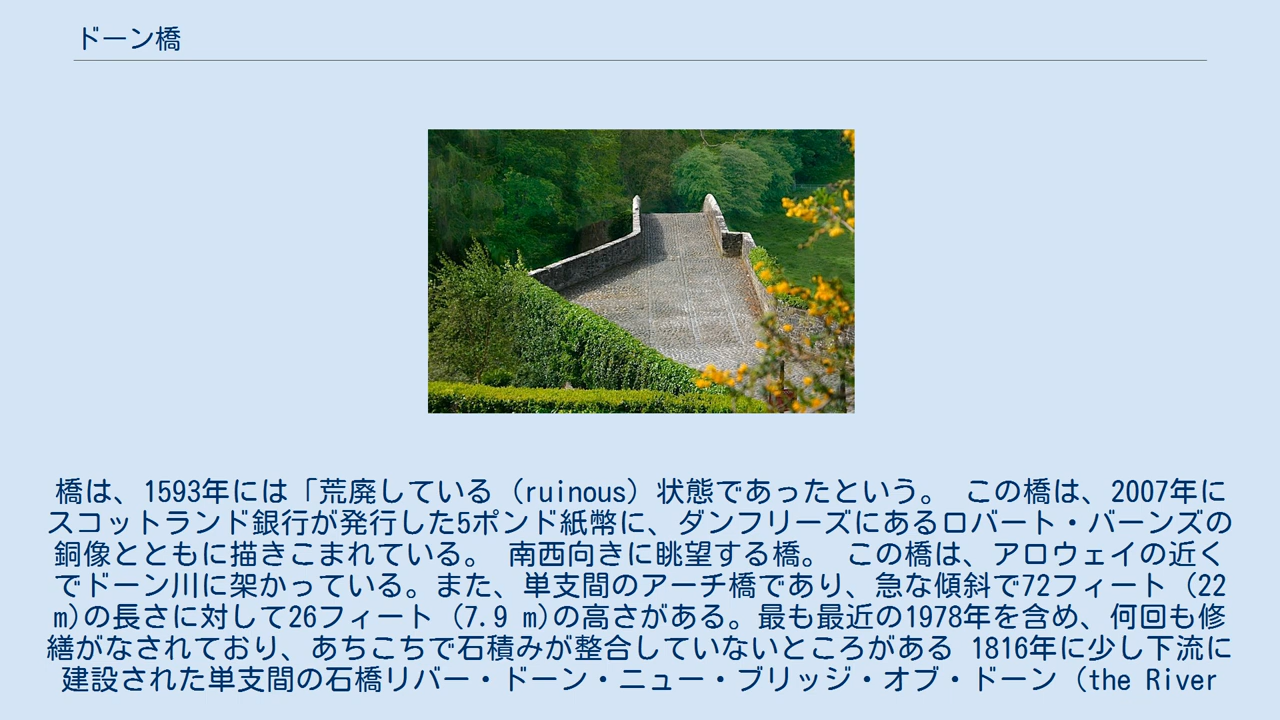 ドーン橋
橋は、1593年には「荒廃している（ruinous）状態であったという。 この橋は、2007年に
スコットランド銀行が発行した5ポンド紙幣に、ダンフリーズにあるロバート・バーンズの
銅像とともに描きこまれている。 南西向きに眺望する橋。 この橋は、アロウェイの近く
でドーン川に架かっている。また、単支間のアーチ橋であり、急な傾斜で72フィート（22
m)の長さに対して26フィート（7.9 m)の高さがある。最も最近の1978年を含め、何回も修
繕がなされており、あちこちで石積みが整合していないところがある 1816年に少し下流に
建設された単支間の石橋リバー・ドーン・ニュー・ブリッジ・オブ・ドーン（the River